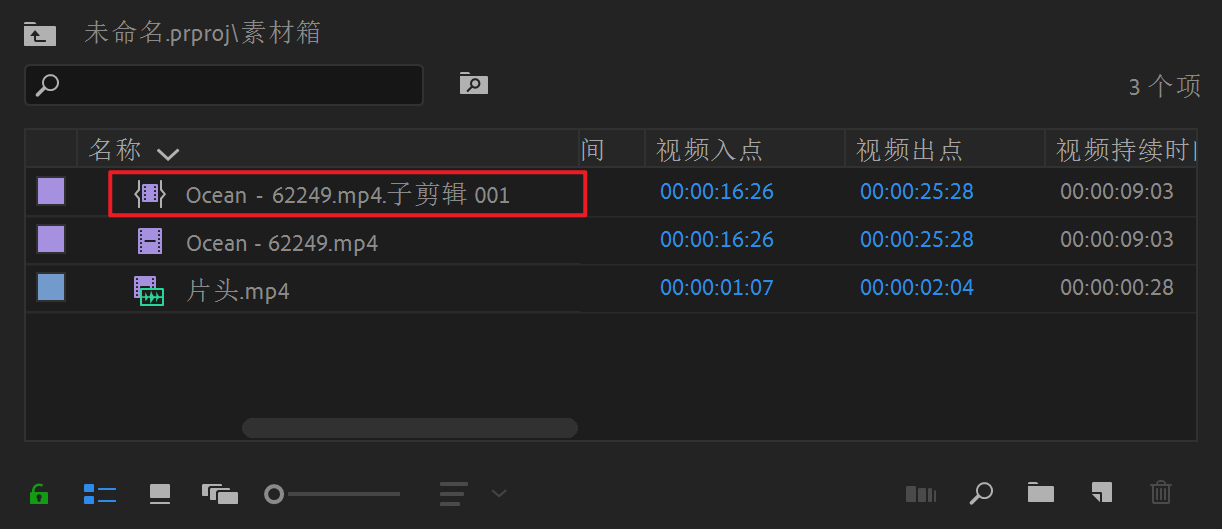 未命名.prproj\素材箱
3 个项
名称 间 视频入点 视频出点 视频持续时
Ocean - 62249.mp4.子剪辑 001 00:00:16:26 00:00:25:28 00:00:09:03
Ocean - 62249.mp4 00:00:16:26 00:00:25:28 00:00:09:03
片头.mp4 00:00:01:07 00:00:02:04 00:00:00:28